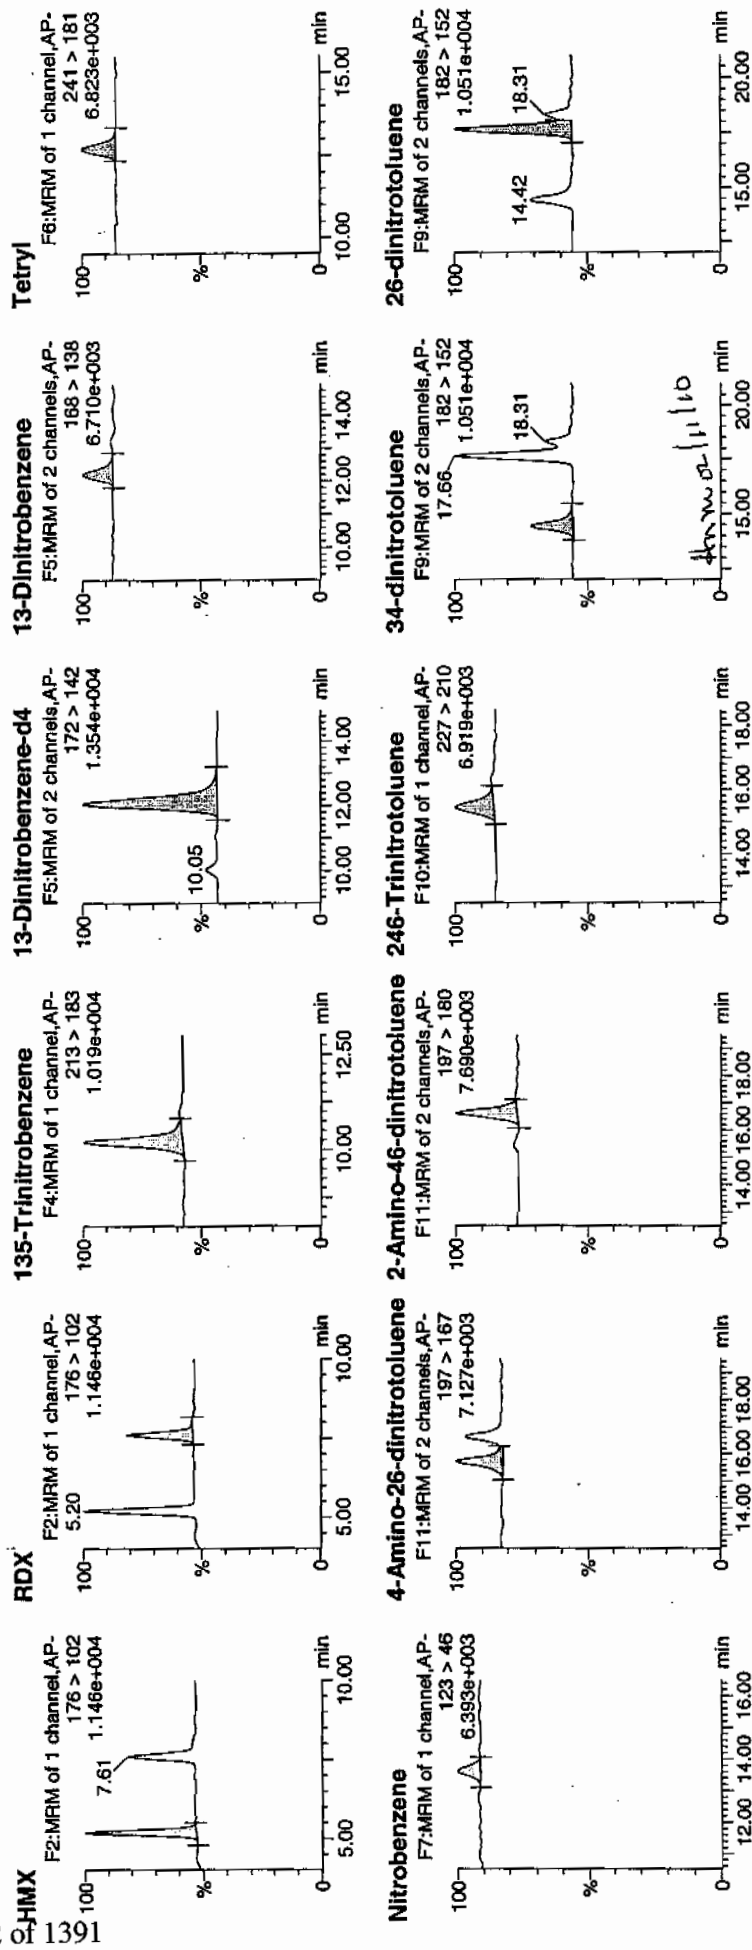 HMX
F2:MRM of 1 channel,AP-
176 > 102
1.146e+004
7.61
100
%
0
5.00
10.00
min
RDX
F2:MRM of 1 channel,AP-
176 > 102
1.146e+004
5.20
100
%
0
5.00
10.00
min
135-Trinitrobenzene
F4:MRM of 1 channel,AP-
213 > 183
1.019e+004
100
%
0
10.00
12.50
min
13-Dinitrobenzene-d4
F5:MRM of 2 channels,AP-
172 > 142
1.354e+004
10.05
100
%
0
10.00
12.00
14.00
min
13-Dinitrobenzene
F5:MRM of 2 channels,AP-
168 > 138
6.710e+003
100
%
0
10.00
12.00
14.00
min
Tetryl
F6:MRM of 1 channel,AP-
241 > 181
6.823e+003
100
%
0
10.00
15.00
min
Nitrobenzene
F7:MRM of 1 channel,AP-
123 > 46
6.393e+003
100
%
0
12.00
14.00
16.00
min
4-Amino-26-dinitrotoluene
F11:MRM of 2 channels,AP-
197 > 167
7.127e+003
100
%
0
14.00
16.00
18.00
min
2-Amino-46-dinitrotoluene
F11:MRM of 2 channels,AP-
197 > 180
7.690e+003
100
%
0
14.00
16.00
18.00
min
246-Trinitrotoluene
F10:MRM of 1 channel,AP-
227 > 210
6.919e+003
100
%
0
14.00
16.00
18.00
min
34-dinitrotoluene
F9:MRM of 2 channels,AP-
182 > 152
1.051e+004
17.66
18.31
100
%
0
15.00
20.00
min
26-dinitrotoluene
F9:MRM of 2 channels,AP-
182 > 152
1.051e+004
14.42
18.31
100
%
0
15.00
20.00
min
of 1391